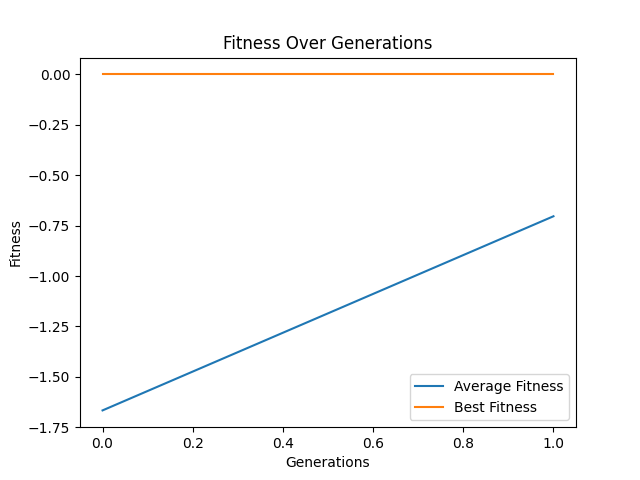 Fitness Over Generations
0.00
−0.25
−0.50
−0.75
−1.00
−1.25
−1.50
−1.75
Fitness
0.0 0.2 0.4 0.6 0.8 1.0
Generations
Average Fitness
Best Fitness